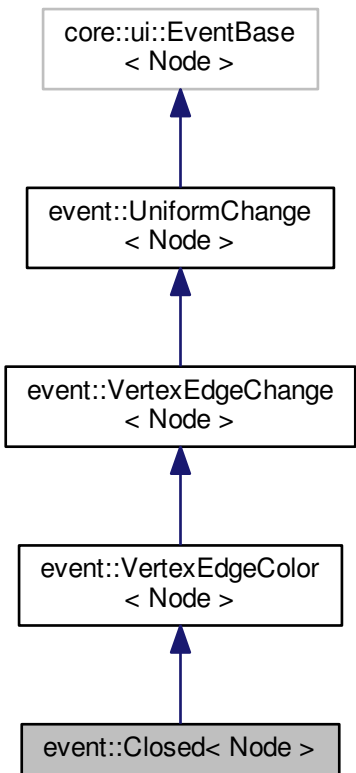 core::ui::EventBase
< Node >
event::UniformChange
< Node >
event::VertexEdgeChange
< Node >
event::VertexEdgeColor
< Node >
event::Closed< Node >